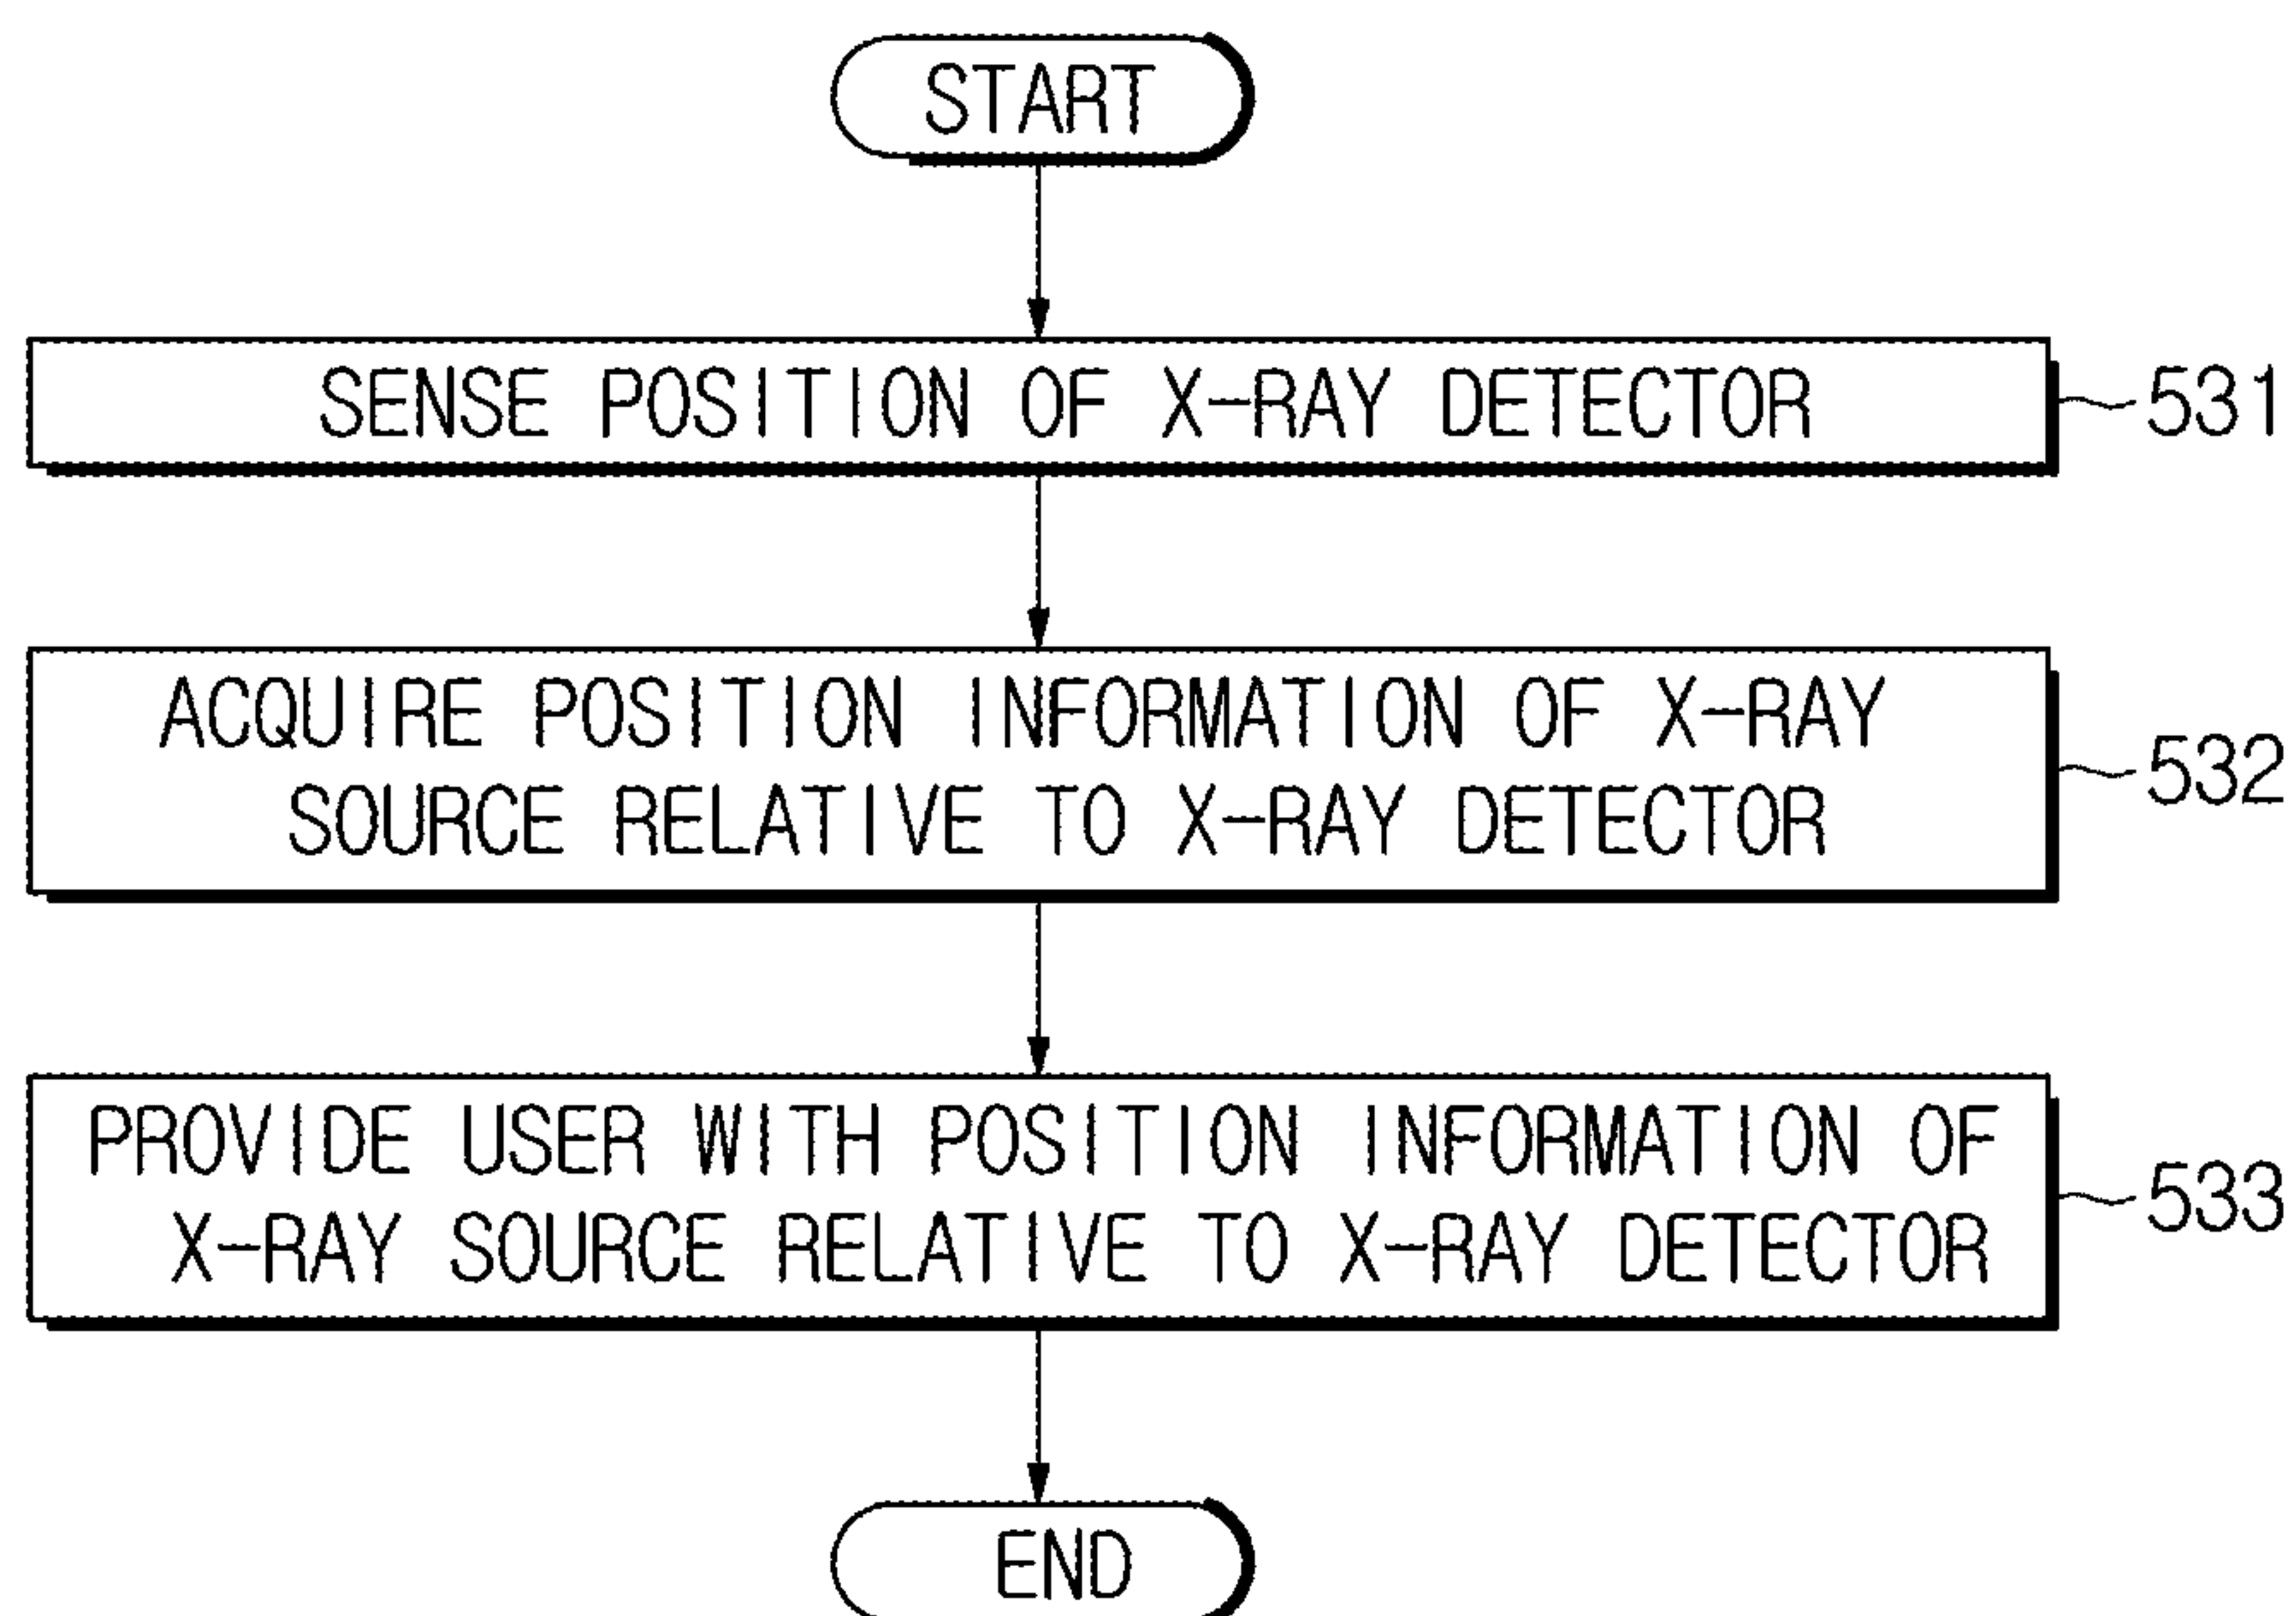 START
SENSE POSITION OF X-RAY DETECTOR
531
ACQUIRE POSITION INFORMATION OF X-RAY
SOURCE RELATIVE TO X-RAY DETECTOR
532
PROVIDE USER WITH POSITION INFORMATION OF
X-RAY SOURCE RELATIVE TO X-RAY DETECTOR
533
END